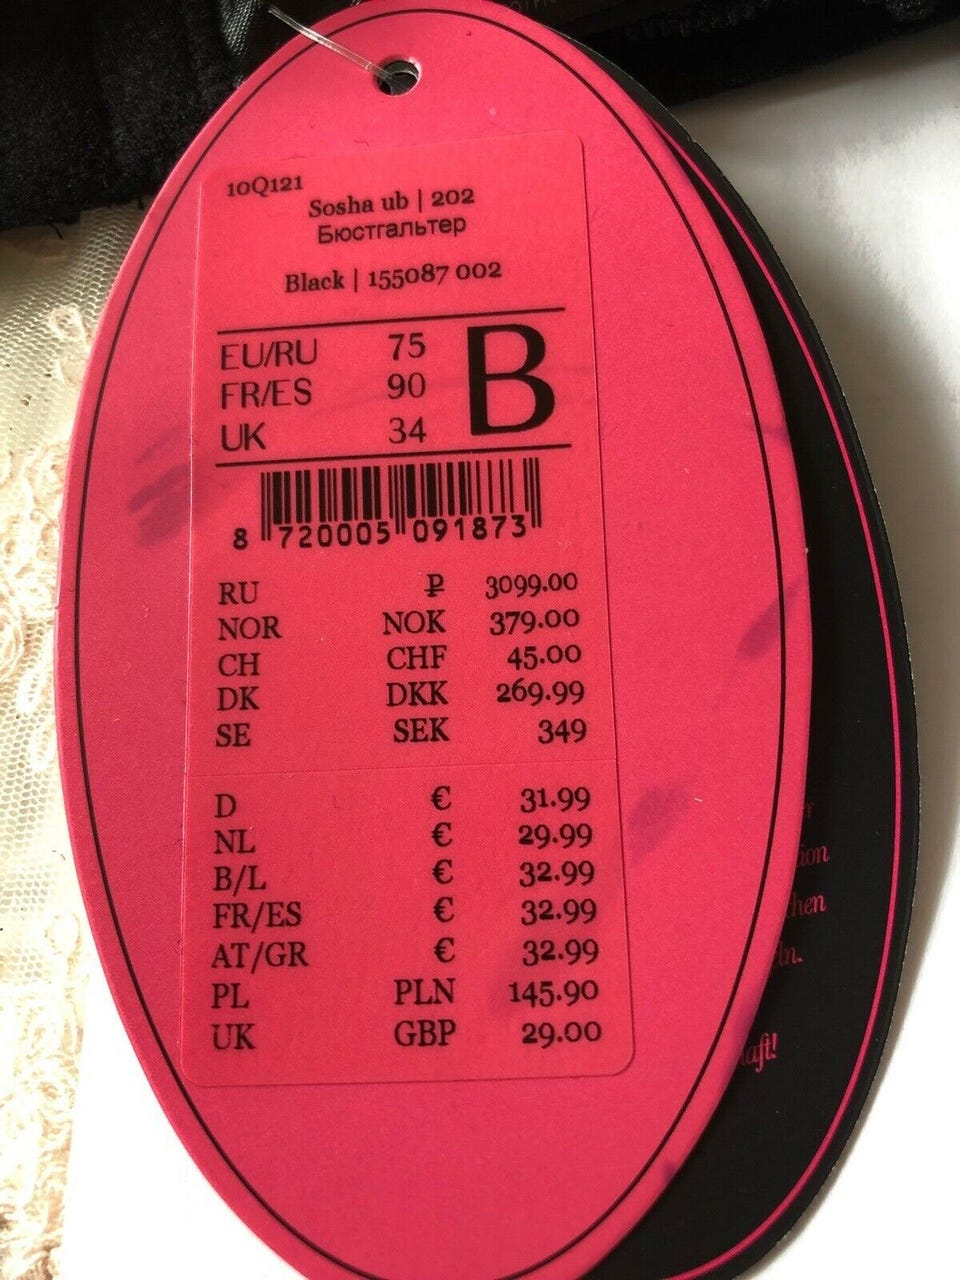 10Q121
Sosha ub | 202
Бюстгальтер
Black | 155087 002
EU/RU 75 B
FR/ES 90
UK 34
8 720005 091873
RU ₽ 3099.00
NOR NOK 379.00
CH CHF 45.00
DK DKK 269.99
SE SEK 349
D € 31.99
NL € 29.99
B/L € 32.99
FR/ES € 32.99
AT/GR € 32.99
PL PLN 145.90
UK GBP 29.00